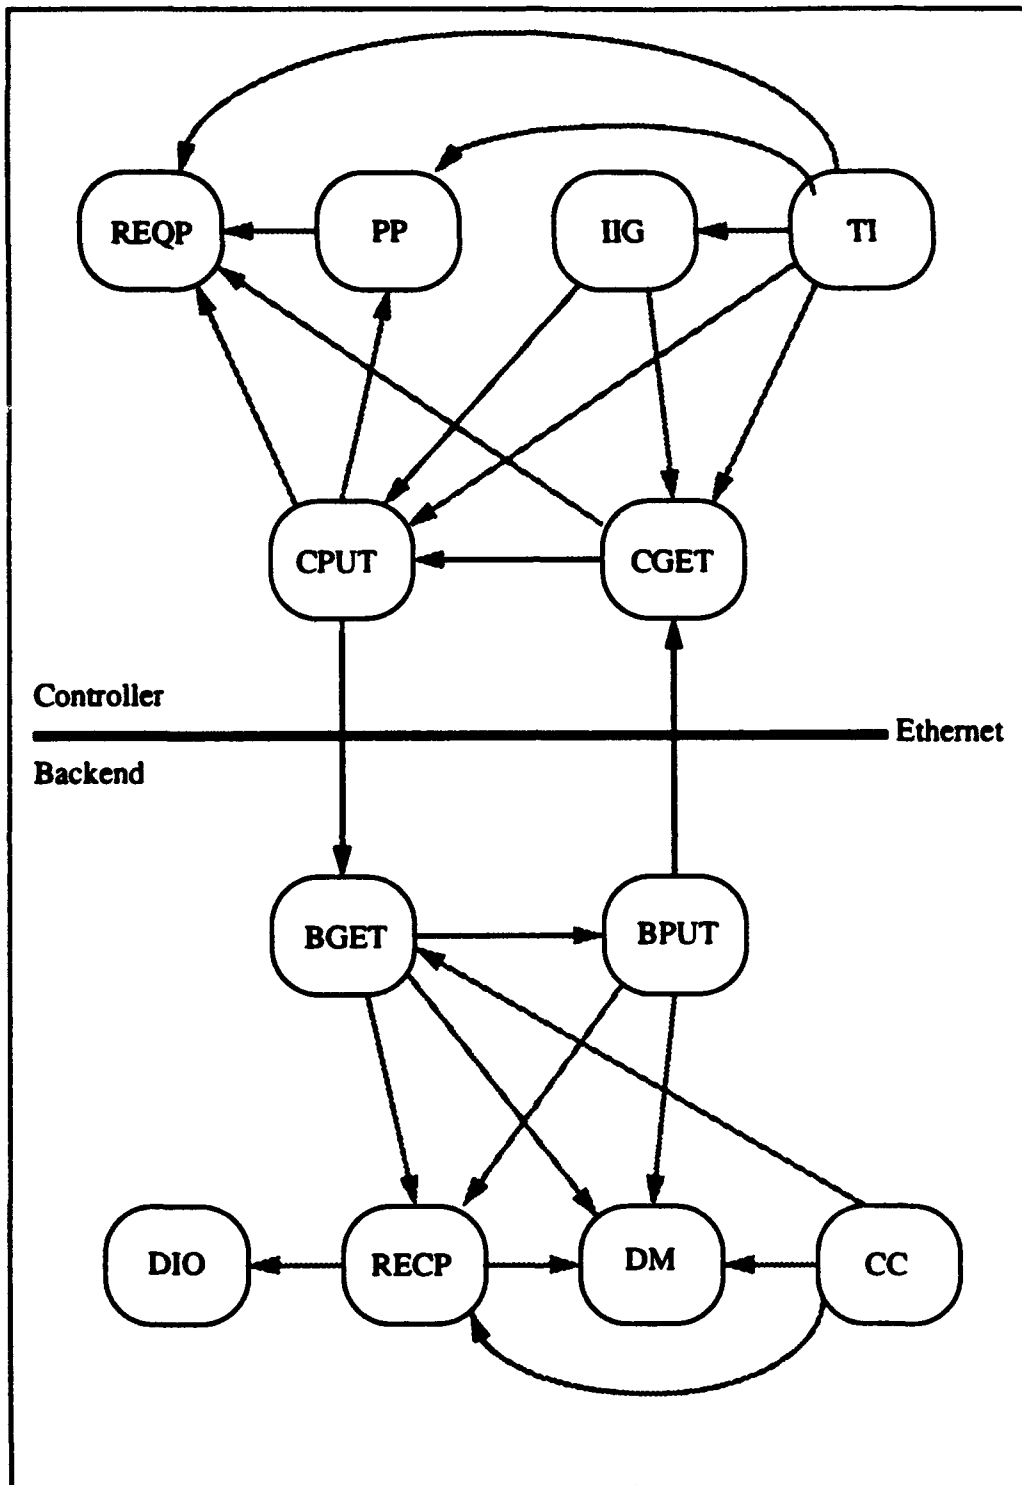 REQP
PP
IIG
TI
CPUT
CGET
Controller
Ethernet
Backend
BGET
BPUT
DIO
RECP
DM
CC